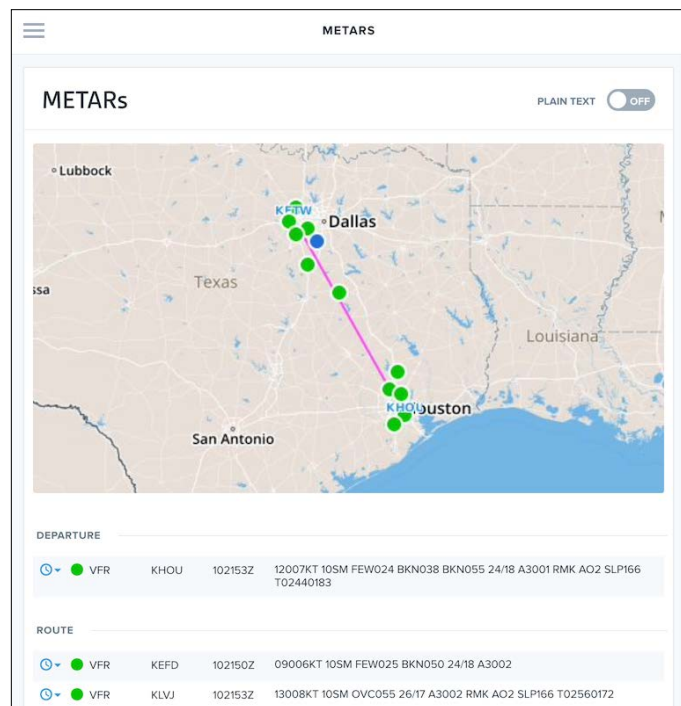 METARS
METARs
PLAIN TEXT OFF
Lubbock
Dallas
Texas
ssa
Louisiana
KHOU
ouston
San Antonio
DEPARTURE
VFR KHOU 102153Z 12007KT 10SM FEW024 BKN038 BKN055 24/18 A3001 RMK AO2 SLP166
T02440183
ROUTE
VFR KEFD 102150Z 09006KT 10SM FEW025 BKN050 24/18 A3002
VFR KLVJ 102153Z 13008KT 10SM OVC055 26/17 A3002 RMK AO2 SLP166 T02560172